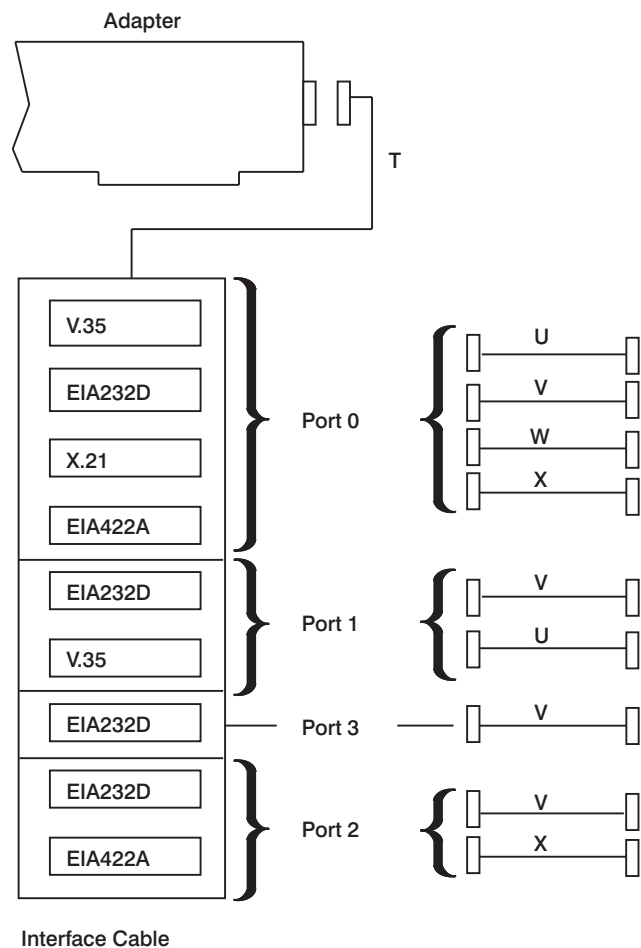 Adapter
T
V.35
EIA232D
X.21
EIA422A
Port 0
U
V
W
X
EIA232D
V.35
Port 1
V
U
EIA232D
Port 3
V
EIA232D
EIA422A
Port 2
V
X
Interface Cable